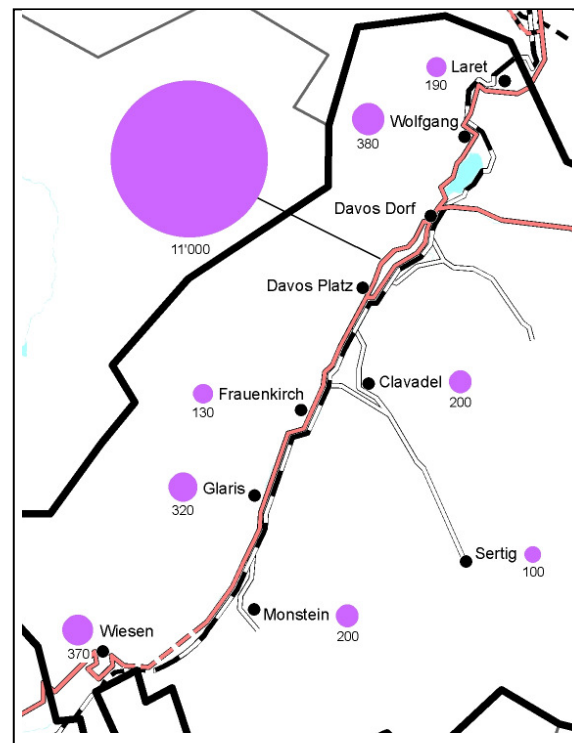 Laret
190
Wolfgang
380
Davos Dorf
11'000
Davos Platz
Clavadel
200
Frauenkirch
130
Glaris
320
Sertig
100
Monstein
200
Wiesen
370